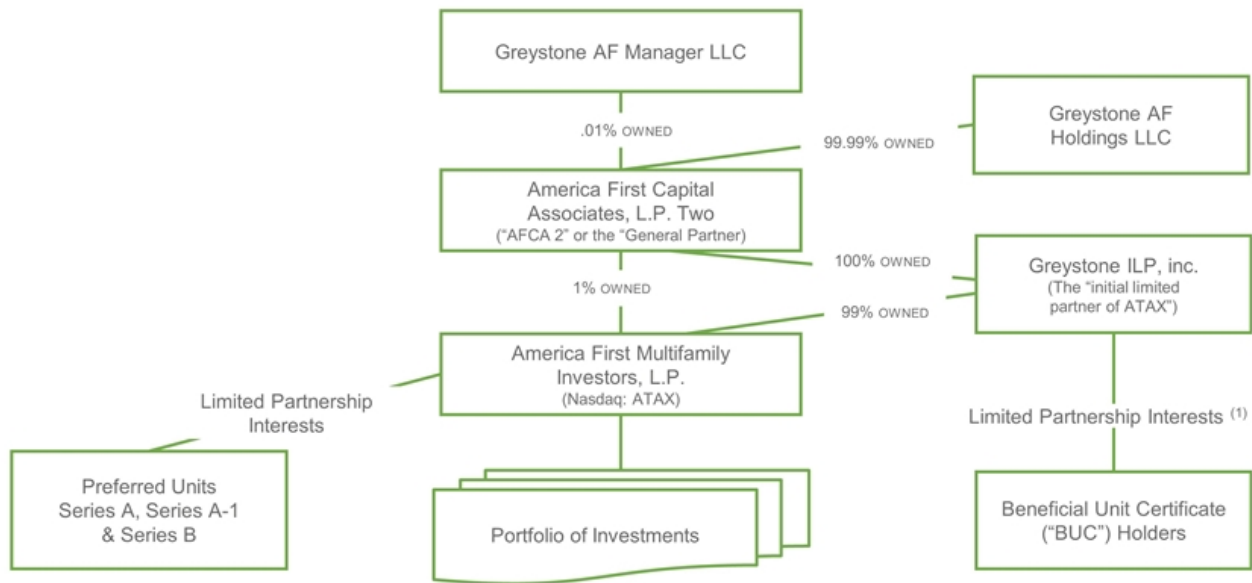 Greystone AF Manager LLC
Greystone AF
Holdings LLC
.01% OWNED
99.99% OWNED
America First Capital
Associates, L.P. Two
(“AFCA 2” or the “General Partner)
100% OWNED
Greystone ILP, inc.
(The “initial limited
partner of ATAX”)
1% OWNED
99% OWNED
America First Multifamily
Investors, L.P.
(Nasdaq: ATAX)
Limited Partnership
Interests
Limited Partnership Interests (1)
Preferred Units
Series A, Series A-1
& Series B
Portfolio of Investments
Beneficial Unit Certificate
(“BUC”) Holders